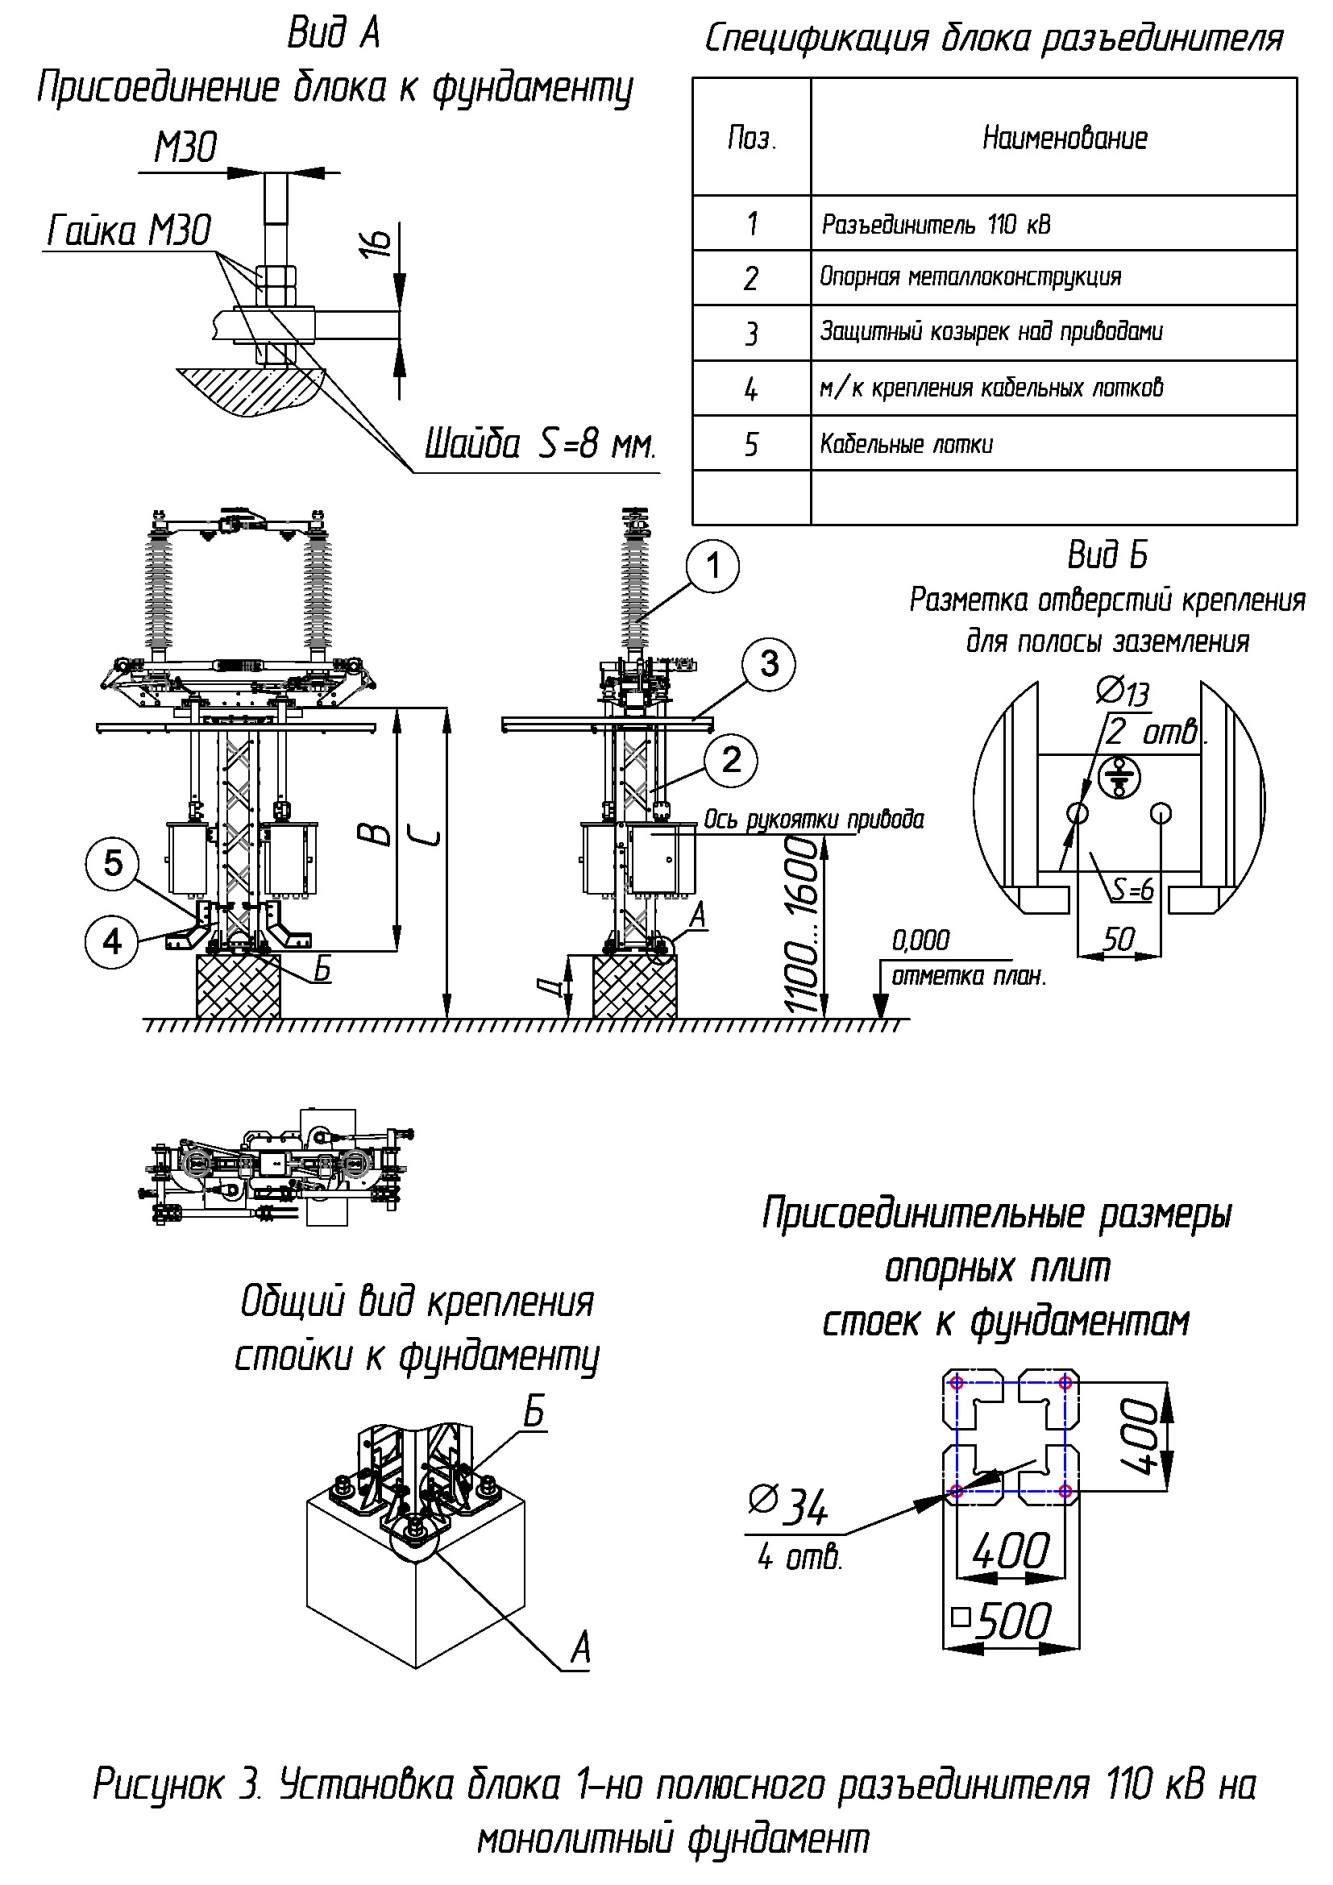 Вид А
Присоединение блока к фундаменту
М30
Гайка М30
16
Шайба S=8 мм.
Спецификация блока разъединителя
Поз. Наименование
1 Разъединитель 110 кВ
2 Опорная металлоконструкция
3 Защитный козырек над приводами
4 м/к крепления кабельных лотков
5 Кабельные лотки
1
3
2
5
4
В
С
Б
Ось рукоятки привода
1100...1600
А
Д
0,000
отметка план.
Вид Б
Разметка отверстий крепления
для полосы заземления
⌀13
2 отв.
S=6
50
Общий вид крепления
стойки к фундаменту
Б
А
Присоединительные размеры
опорных плит
стоек к фундаментам
400
⌀34
4 отв.
400
□500
Рисунок 3. Установка блока 1-но полюсного разъединителя 110 кВ на
монолитный фундамент